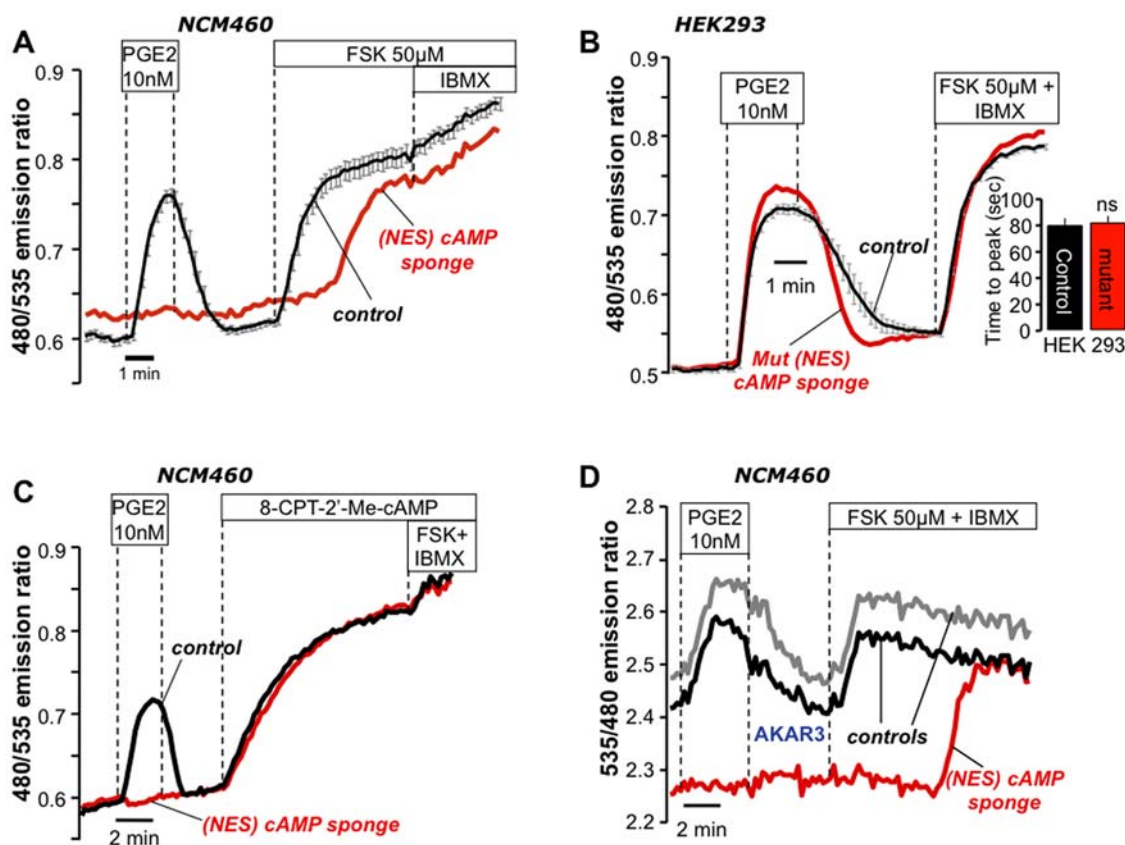 A
NCM460
PGE2
10nM
FSK 50µM
IBMX
480/535 emission ratio
0.9
0.8
0.7
0.6
(NES) cAMP
sponge
control
1 min
B
HEK293
PGE2
10nM
FSK 50µM +
IBMX
480/535 emission ratio
0.9
0.8
0.7
0.6
0.5
control
1 min
Mut (NES)
cAMP sponge
Time to peak (sec)
100
80
60
40
20
0
ns
Control
mutant
HEK 293
C
NCM460
PGE2
10nM
8-CPT-2'-Me-cAMP
FSK+
IBMX
480/535 emission ratio
0.9
0.8
0.7
0.6
control
(NES) cAMP sponge
2 min
D
NCM460
PGE2
10nM
FSK 50µM + IBMX
535/480 emission ratio
2.8
2.7
2.6
2.5
2.4
2.3
2.2
AKAR3
controls
(NES) cAMP
sponge
2 min